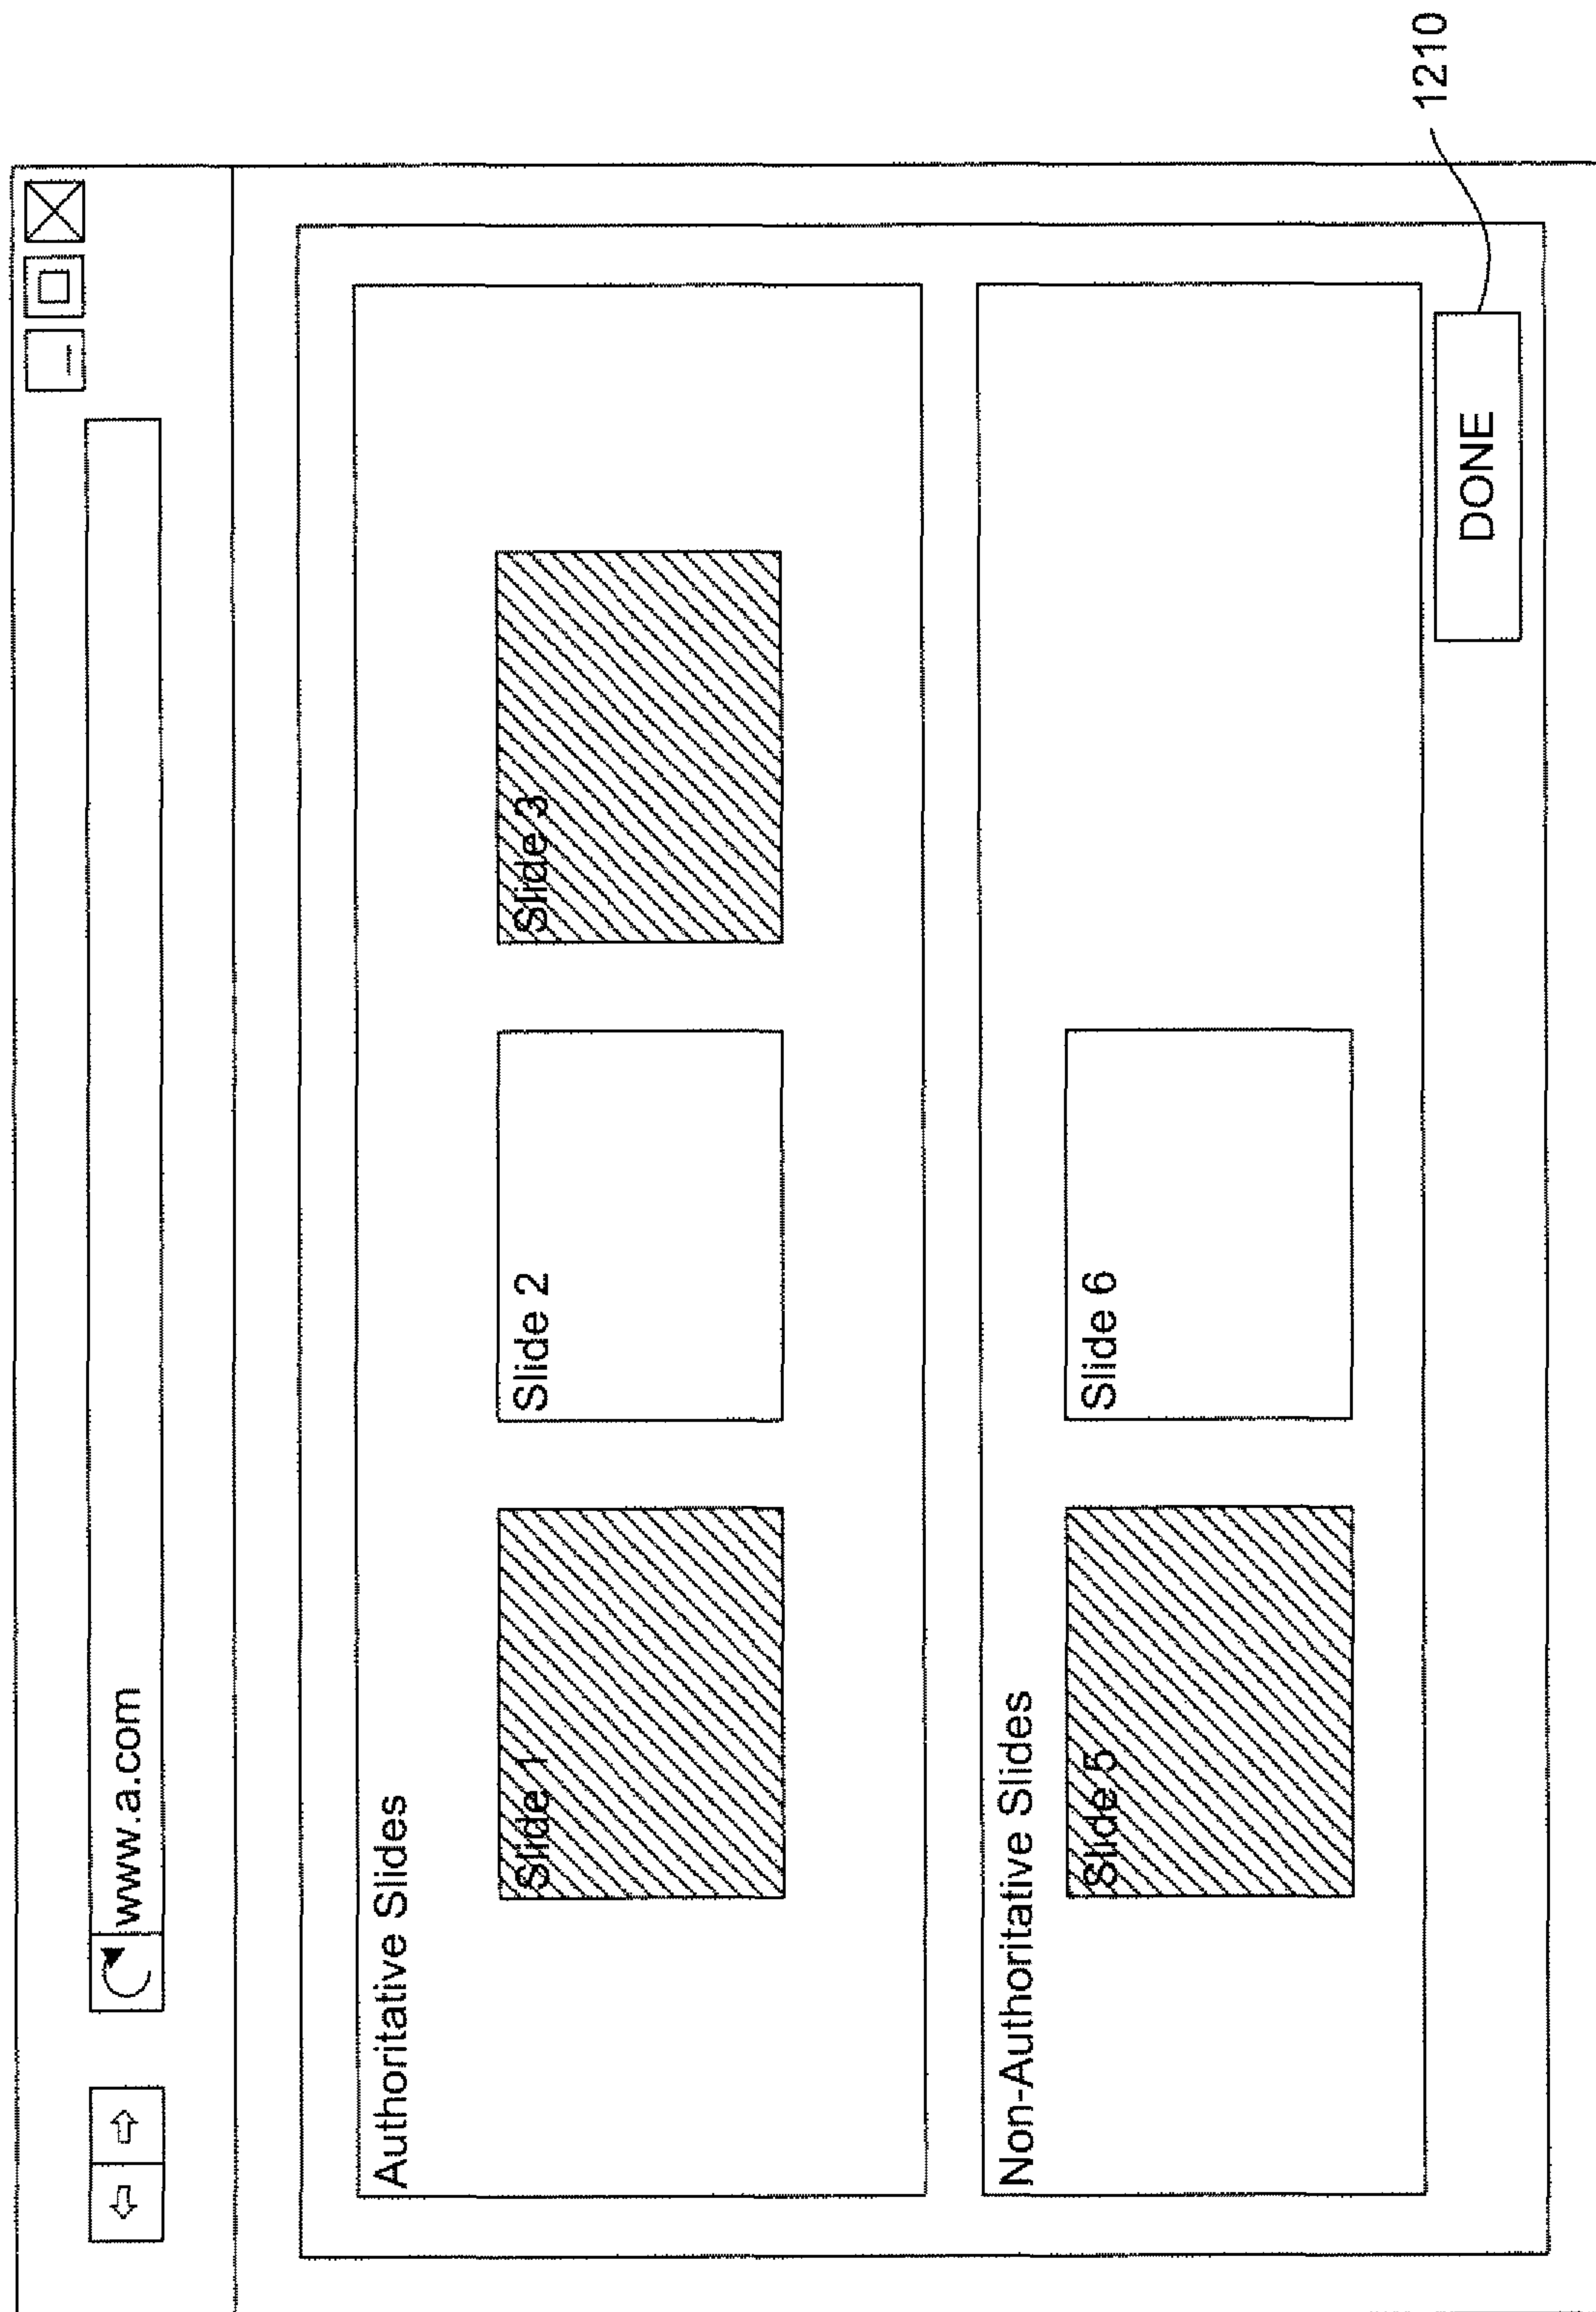 www.a.com
Authoritative Slides
Slide 1
Slide 2
Slide 3
Non-Authoritative Slides
Slide 5
Slide 6
DONE
1210